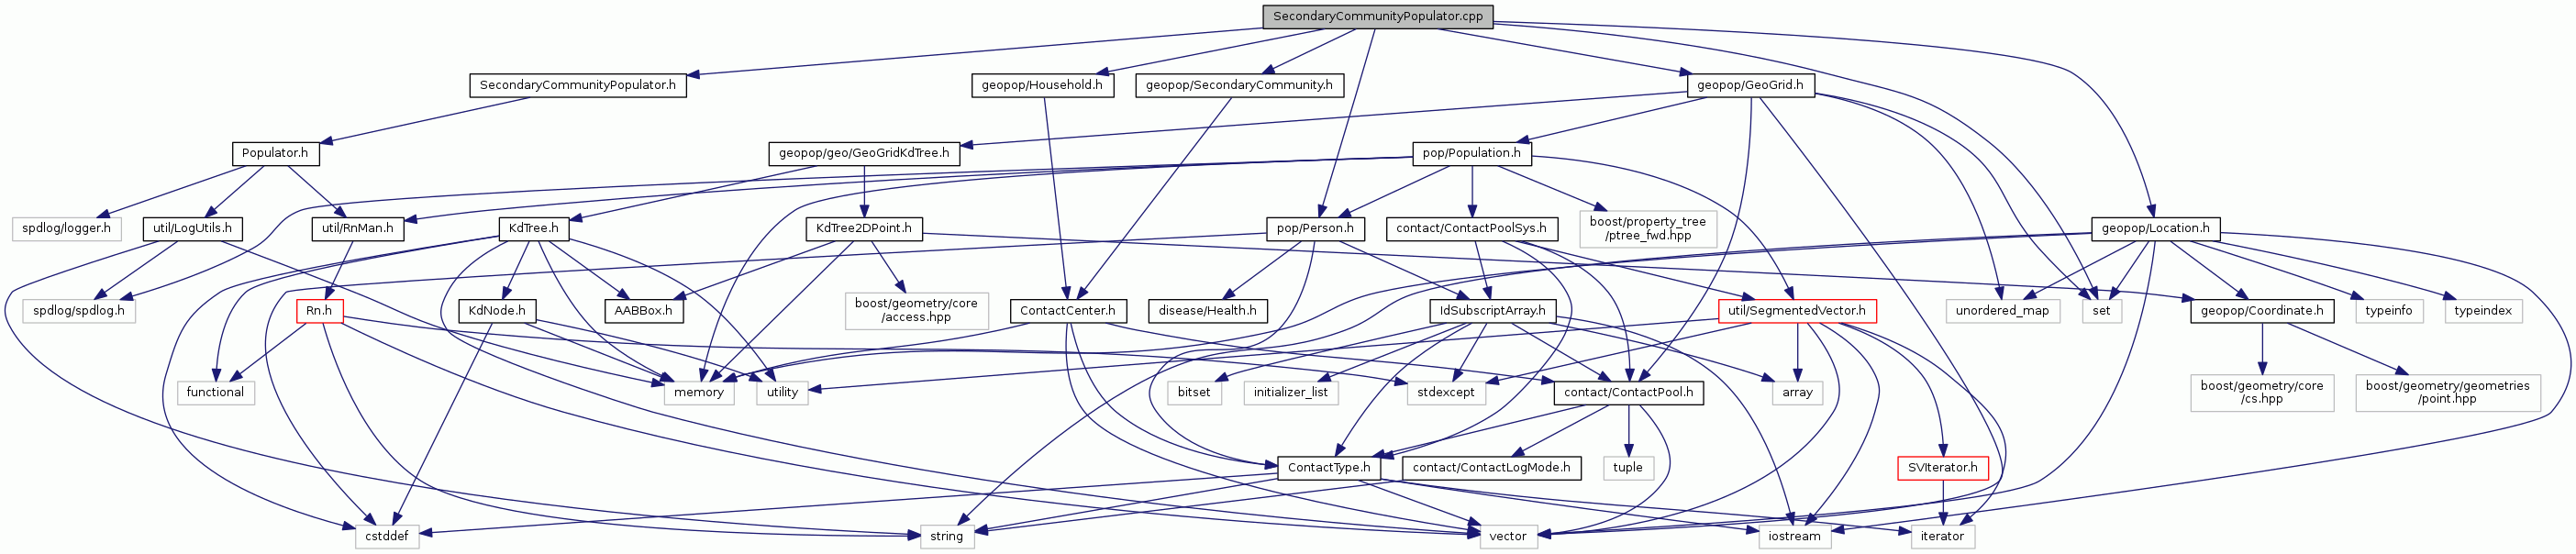 SecondaryCommunityPopulator.cpp
SecondaryCommunityPopulator.h
geopop/Household.h
geopop/SecondaryCommunity.h
geopop/GeoGrid.h
Populator.h
geopop/geo/GeoGridKdTree.h
pop/Population.h
spdlog/logger.h
util/LogUtils.h
util/RnMan.h
KdTree.h
KdTree2DPoint.h
pop/Person.h
contact/ContactPoolSys.h
boost/property_tree
/ptree_fwd.hpp
geopop/Location.h
spdlog/spdlog.h
Rn.h
KdNode.h
AABBox.h
boost/geometry/core
/access.hpp
ContactCenter.h
disease/Health.h
IdSubscriptArray.h
util/SegmentedVector.h
unordered_map
set
geopop/Coordinate.h
typeinfo
typeindex
functional
memory
utility
bitset
initializer_list
stdexcept
contact/ContactPool.h
array
boost/geometry/core
/cs.hpp
boost/geometry/geometries
/point.hpp
ContactType.h
contact/ContactLogMode.h
tuple
SVIterator.h
cstddef
string
vector
iostream
iterator